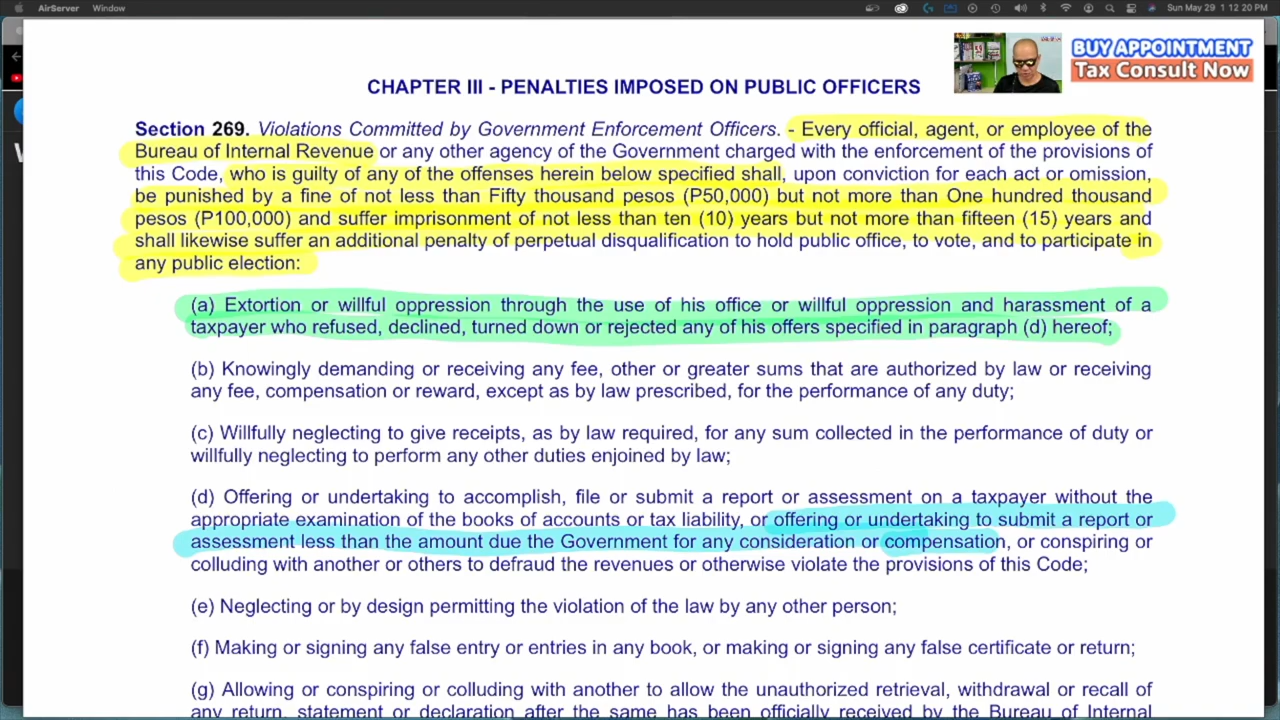 AirServer Window Sun May 29 1 12:20 PM
BUY APPOINTMENT
Tax Consult Now
CHAPTER III - PENALTIES IMPOSED ON PUBLIC OFFICERS
Section 269. Violations Committed by Government Enforcement Officers. - Every official, agent, or employee of the
Bureau of Internal Revenue or any other agency of the Government charged with the enforcement of the provisions of
this Code, who is guilty of any of the offenses herein below specified shall, upon conviction for each act or omission,
be punished by a fine of not less than Fifty thousand pesos (P50,000) but not more than One hundred thousand
pesos (P100,000) and suffer imprisonment of not less than ten (10) years but not more than fifteen (15) years and
shall likewise suffer an additional penalty of perpetual disqualification to hold public office, to vote, and to participate in
any public election:
(a) Extortion or willful oppression through the use of his office or willful oppression and harassment of a
taxpayer who refused, declined, turned down or rejected any of his offers specified in paragraph (d) hereof;
(b) Knowingly demanding or receiving any fee, other or greater sums that are authorized by law or receiving
any fee, compensation or reward, except as by law prescribed, for the performance of any duty;
(c) Willfully neglecting to give receipts, as by law required, for any sum collected in the performance of duty or
willfully neglecting to perform any other duties enjoined by law;
(d) Offering or undertaking to accomplish, file or submit a report or assessment on a taxpayer without the
appropriate examination of the books of accounts or tax liability, or offering or undertaking to submit a report or
assessment less than the amount due the Government for any consideration or compensation, or conspiring or
colluding with another or others to defraud the revenues or otherwise violate the provisions of this Code;
(e) Neglecting or by design permitting the violation of the law by any other person;
(f) Making or signing any false entry or entries in any book, or making or signing any false certificate or return;
(g) Allowing or conspiring or colluding with another to allow the unauthorized retrieval, withdrawal or recall of
any return, statement or declaration after the same has been officially received by the Bureau of Internal